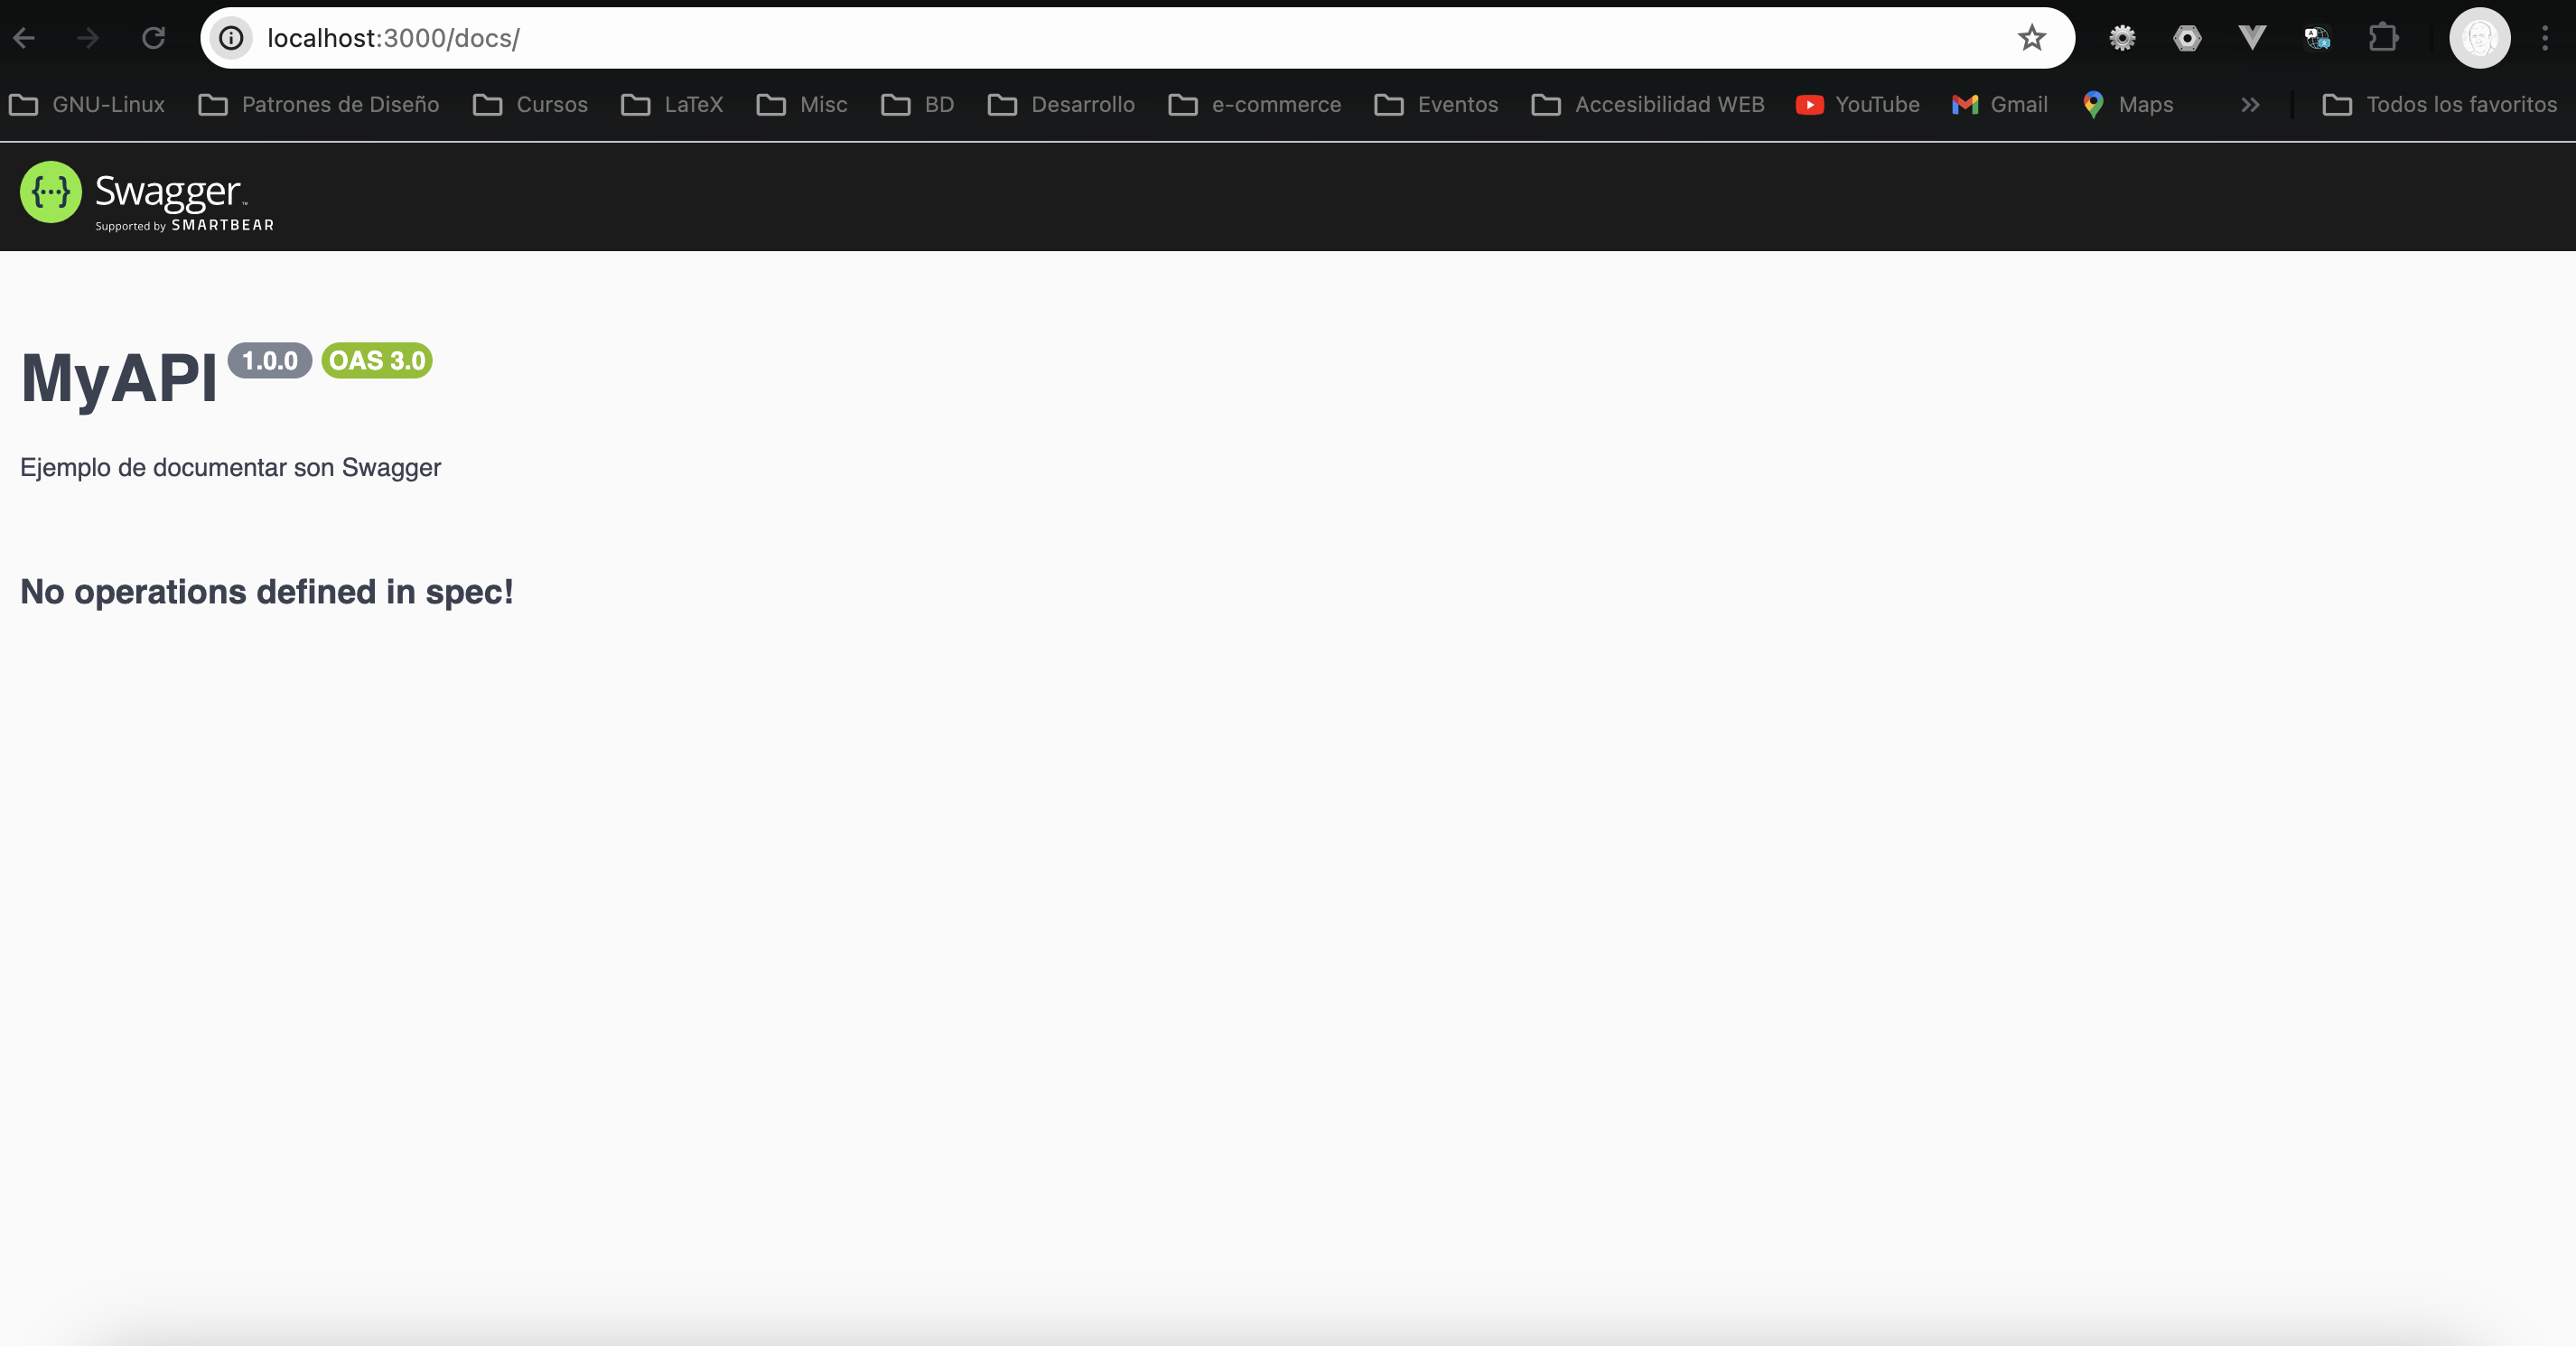 localhost:3000/docs/
GNU-Linux Patrones de Diseño Cursos LaTeX Misc BD Desarrollo e-commerce Eventos Accesibilidad WEB YouTube Gmail Maps Todos los favoritos
{···} Swagger™
Supported by SMARTBEAR
MyAPI 1.0.0 OAS 3.0
Ejemplo de documentar son Swagger
No operations defined in spec!